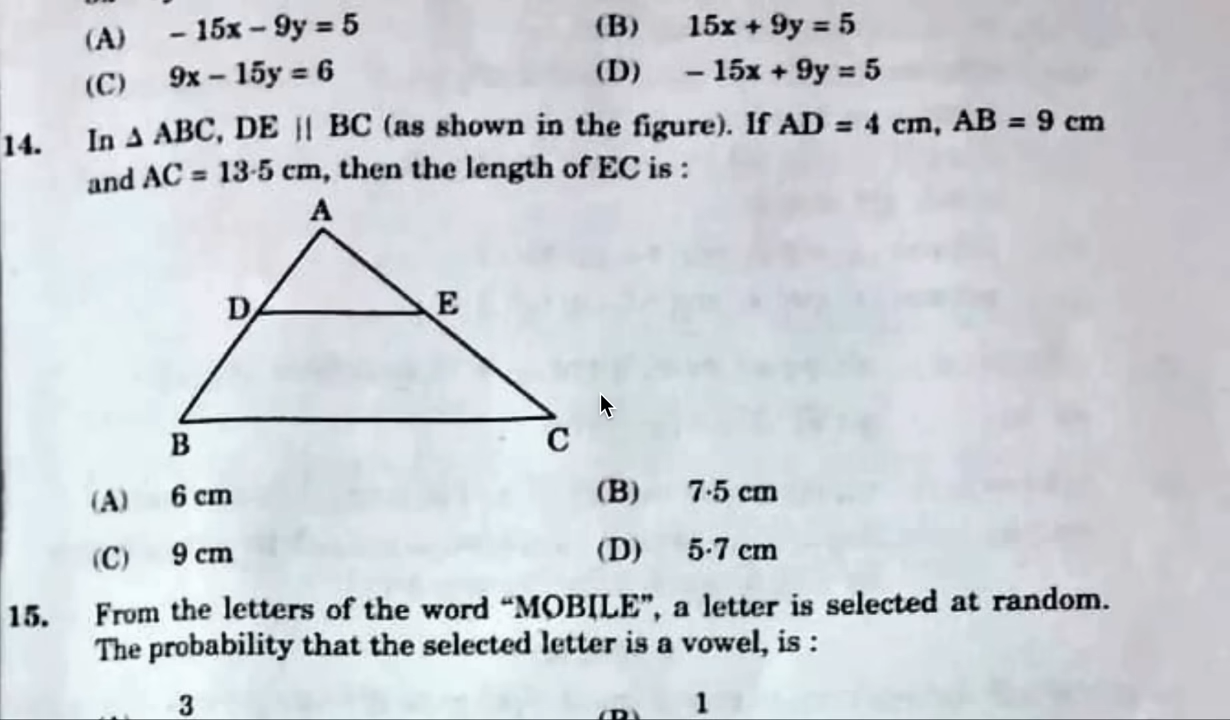 (A) – 15x – 9y = 5 (B) 15x + 9y = 5
(C) 9x – 15y = 6 (D) – 15x + 9y = 5
14. In Δ ABC, DE || BC (as shown in the figure). If AD = 4 cm, AB = 9 cm
and AC = 13·5 cm, then the length of EC is :
A
D E
B C
(A) 6 cm (B) 7·5 cm
(C) 9 cm (D) 5·7 cm
15. From the letters of the word “MOBILE”, a letter is selected at random.
The probability that the selected letter is a vowel, is :
3 (B) 1